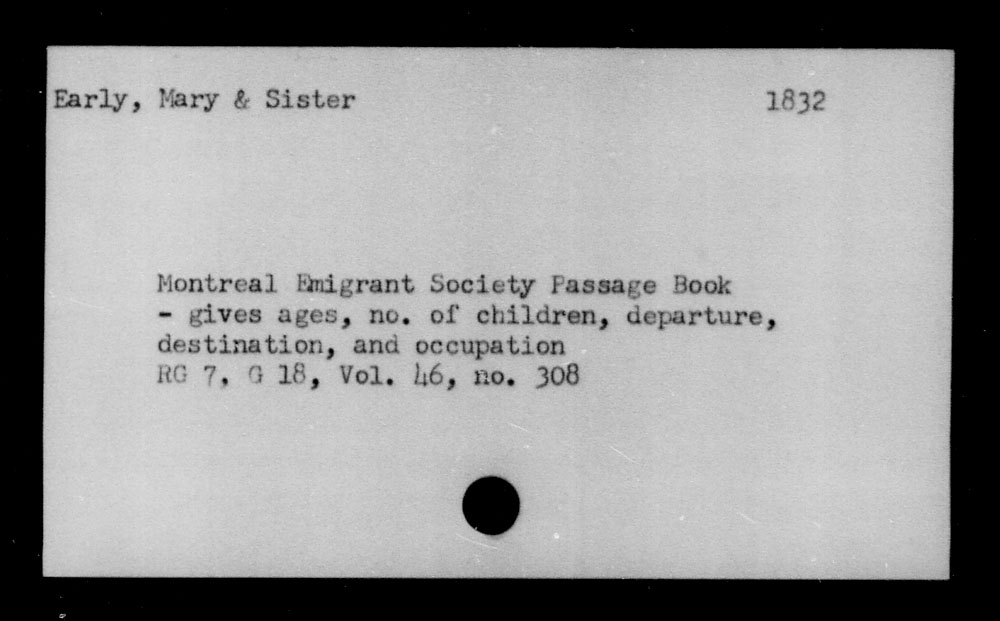 Early, Mary & Sister 1832
Montreal Emigrant Society Passage Book
- gives ages, no. of children, departure,
destination, and occupation
RG 7, G 18, Vol. 46, no. 308